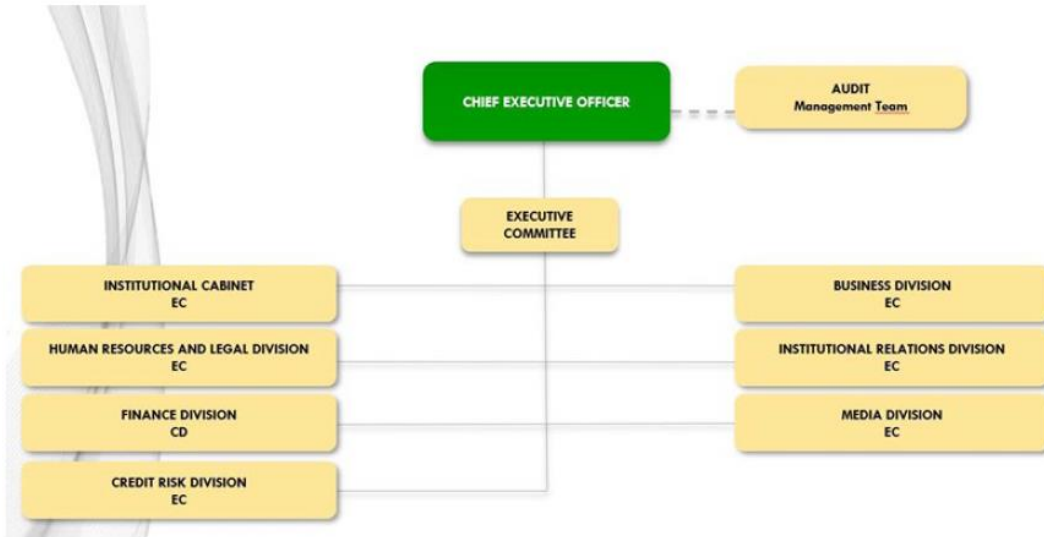 CHIEF EXECUTIVE OFFICER
AUDIT
Management Team
EXECUTIVE
COMMITTEE
INSTITUTIONAL CABINET
EC
BUSINESS DIVISION
EC
HUMAN RESOURCES AND LEGAL DIVISION
EC
INSTITUTIONAL RELATIONS DIVISION
EC
FINANCE DIVISION
CD
MEDIA DIVISION
EC
CREDIT RISK DIVISION
EC